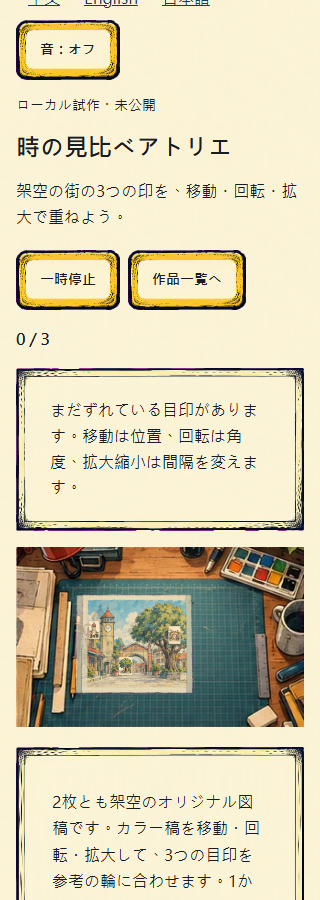 中文 English 日本語
音：オフ
ローカル試作・未公開
時の見比べアトリエ
架空の街の3つの印を、移動・回転・拡
大で重ねよう。
一時停止 作品一覧へ
0 / 3
まだずれている目印がありま
す。移動は位置、回転は角
度、拡大縮小は間隔を変えま
す。
2枚とも架空のオリジナル図
稿です。カラー稿を移動・回
転・拡大して、3つの目印を
参考の輪に合わせます。1か